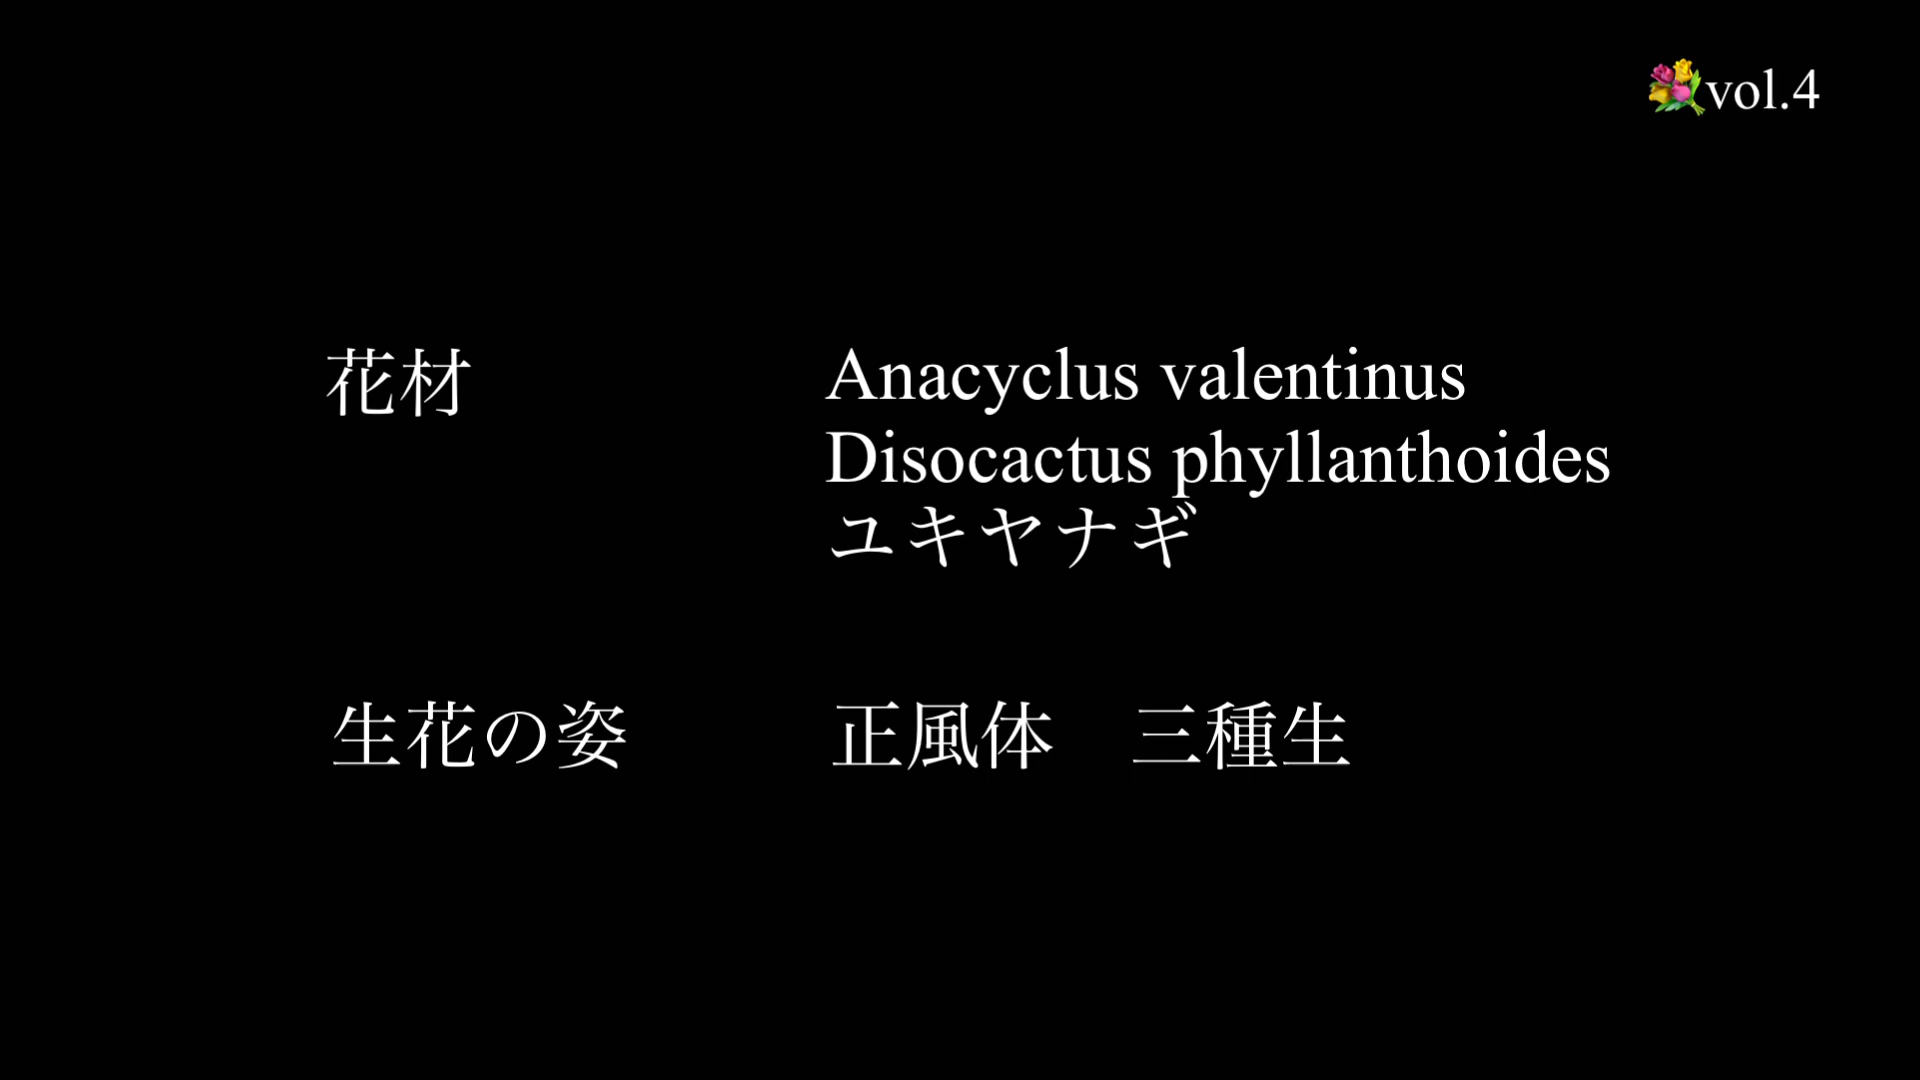 💐vol.4
花材 Anacyclus valentinus
Disocactus phyllanthoides
ユキヤナギ
生花の姿 正風体　三種生